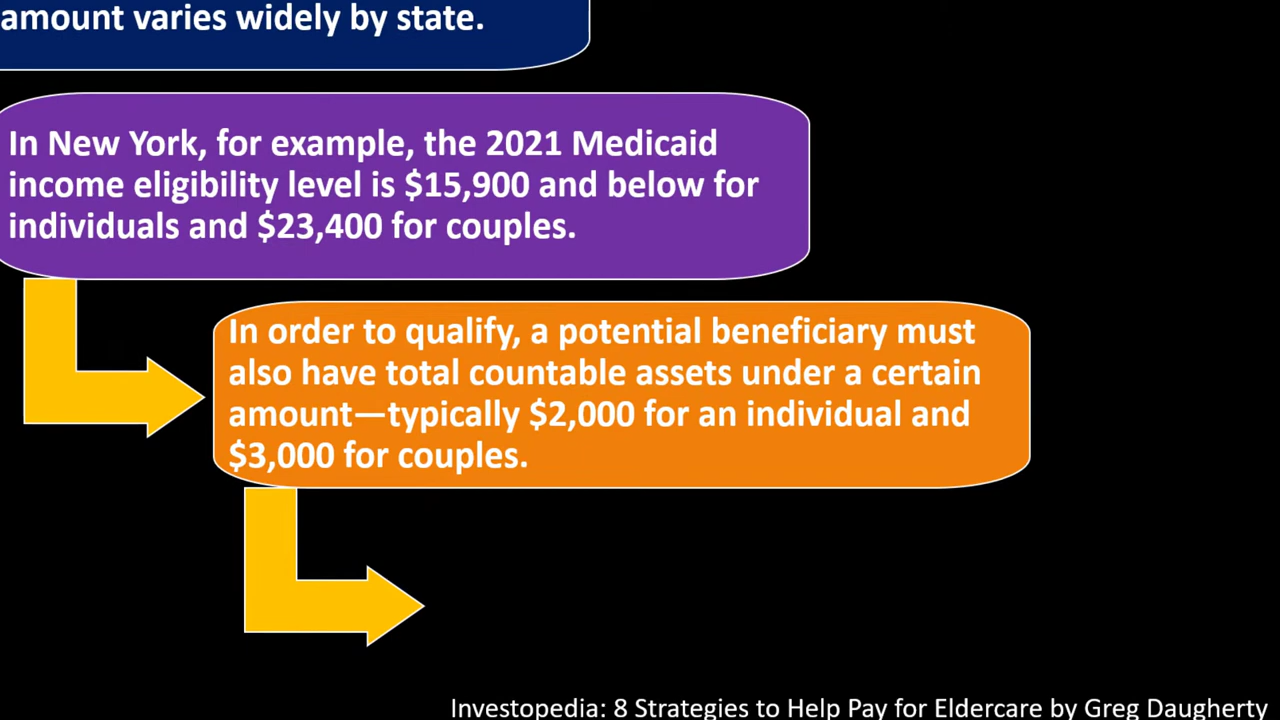 amount varies widely by state.
In New York, for example, the 2021 Medicaid
income eligibility level is $15,900 and below for
individuals and $23,400 for couples.
In order to qualify, a potential beneficiary must
also have total countable assets under a certain
amount—typically $2,000 for an individual and
$3,000 for couples.
Investopedia: 8 Strategies to Help Pay for Eldercare by Greg Daugherty